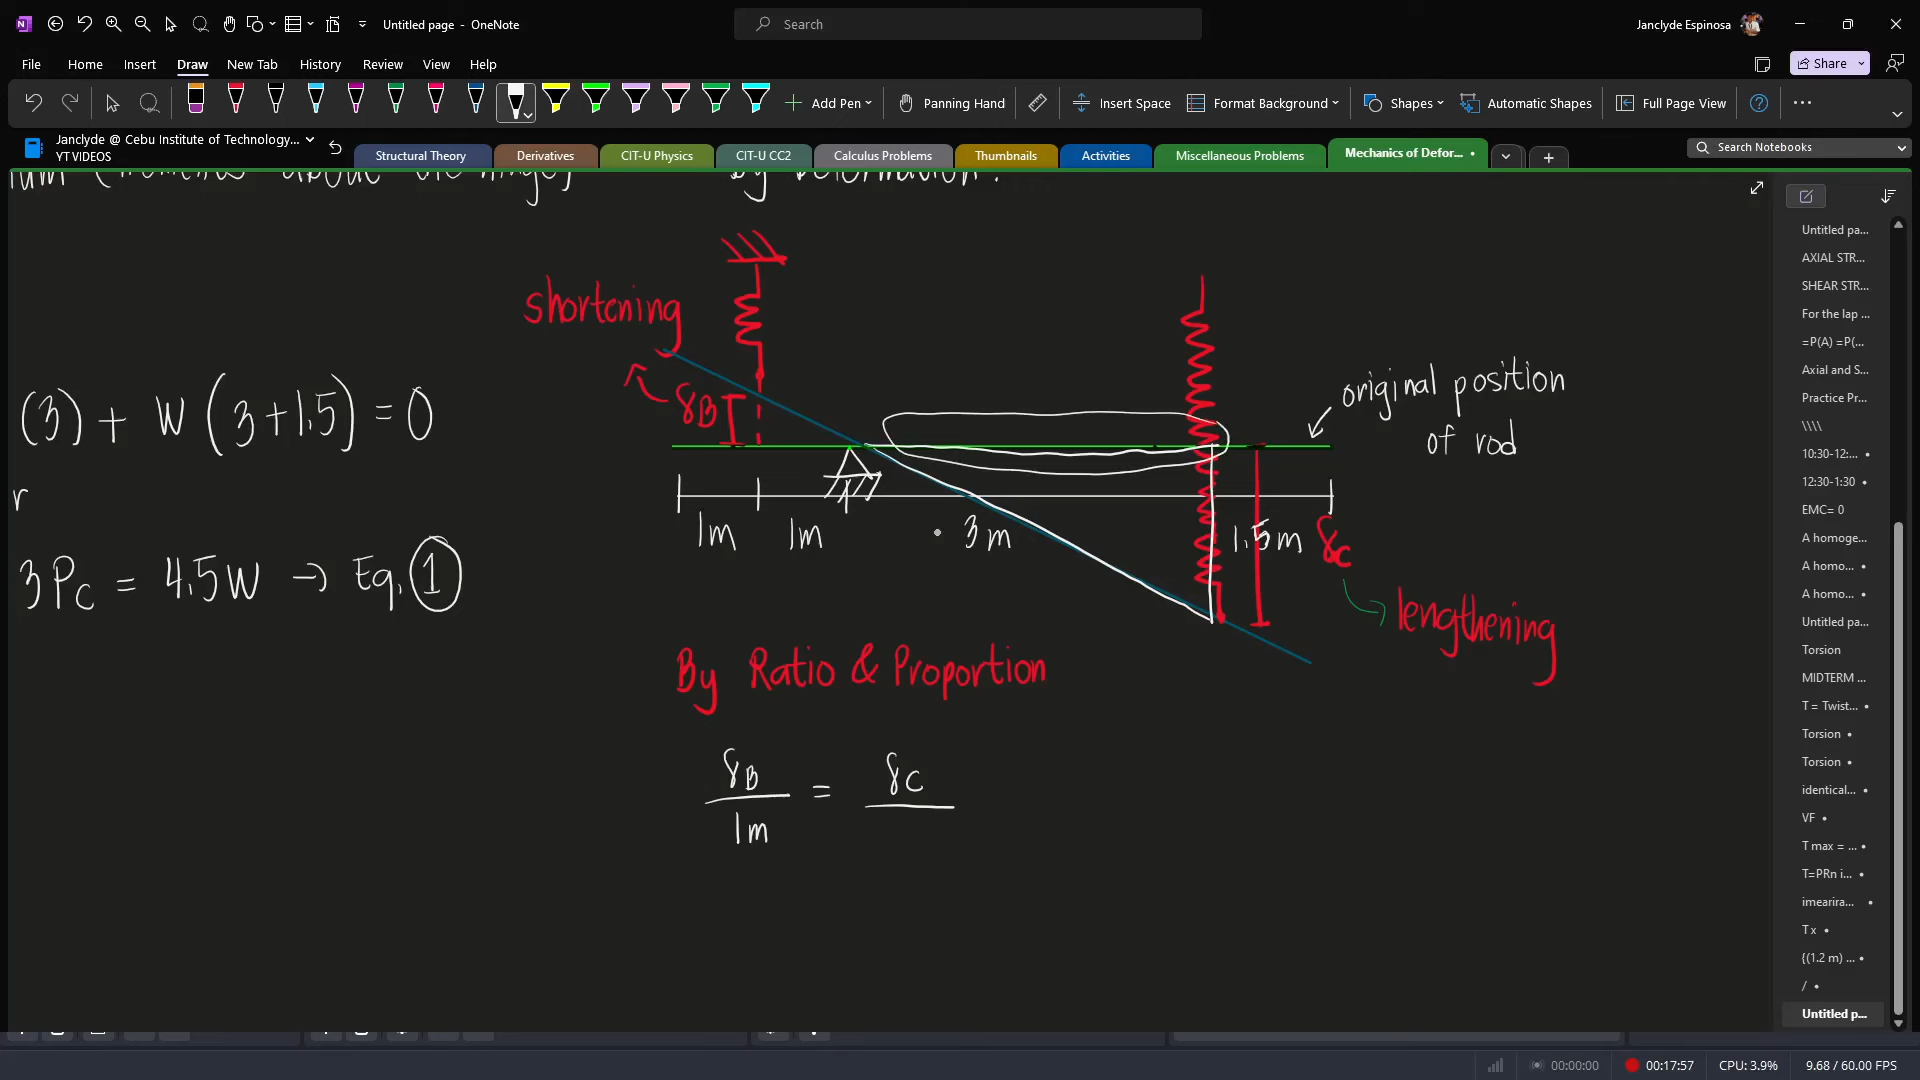 Untitled page - OneNote
Search
Janclyde Espinosa
File Home Insert Draw New Tab History Review View Help
Share
Add Pen
Panning Hand
Insert Space
Format Background
Shapes
Automatic Shapes
Full Page View
Janclyde @ Cebu Institute of Technology...
YT VIDEOS
Structural Theory
Derivatives
CIT-U Physics
CIT-U CC2
Calculus Problems
Thumbnails
Activities
Miscellaneous Problems
Mechanics of Defor...
Search Notebooks
shortening
δB
original position
of rod
(3) + W (3+1.5) = 0
1m 1m 3m 1.5m δC
r
3PC = 4.5W → Eq. 1
lengthening
By Ratio & Proportion
δB = δC
1m
Untitled pa...
AXIAL STR...
SHEAR STR...
For the lap ...
=P(A) =P(...
Axial and S...
Practice Pr...
\\\\
10:30-12:...
12:30-1:30
EMC= 0
A homoge...
A homo...
A homo...
Untitled pa...
Torsion
MIDTERM ...
T = Twist...
Torsion
Torsion
identical...
VF
T max = ...
T=PRn i...
imearira...
T x
{(1.2 m) ...
/
Untitled p...
00:00:00
00:17:57
CPU: 3.9%
9.68 / 60.00 FPS